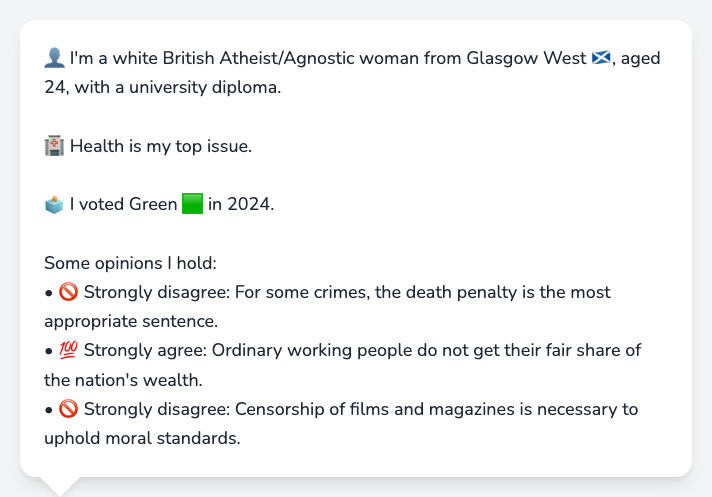 👤 I'm a white British Atheist/Agnostic woman from Glasgow West 🏴󠁧󠁢󠁳󠁣󠁴󠁿, aged
24, with a university diploma.
🏥 Health is my top issue.
🗳️ I voted Green 🟩 in 2024.
Some opinions I hold:
• 🚫 Strongly disagree: For some crimes, the death penalty is the most
appropriate sentence.
• 💯 Strongly agree: Ordinary working people do not get their fair share of
the nation's wealth.
• 🚫 Strongly disagree: Censorship of films and magazines is necessary to
uphold moral standards.